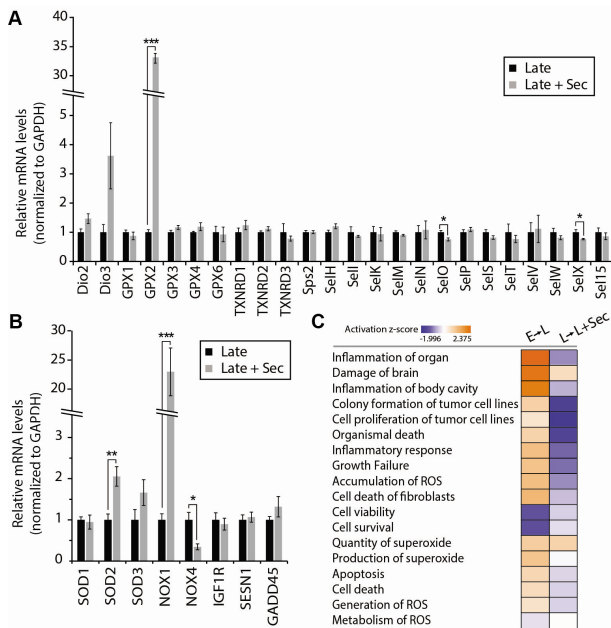 A
Relative mRNA levels
(normalized to GAPDH)
40
35
30
5
4
3
2
1
0
***
*
*
Late
Late + Sec
Dio2
Dio3
GPX1
GPX2
GPX3
GPX4
GPX6
TXNRD1
TXNRD2
TXNRD3
Sps2
SelH
SelI
SelK
SelM
SelN
SelO
SelP
SelS
SelT
SelV
SelW
SelX
Sel15
B
Relative mRNA levels
(normalized to GAPDH)
30
25
20
3
2
1
0
**
***
*
Late
Late + Sec
SOD1
SOD2
SOD3
NOX1
NOX4
IGF1R
SESN1
GADD45
C
Activation z-score
-1.996 2.375
E→L
L→L+Sec
Inflammation of organ
Damage of brain
Inflammation of body cavity
Colony formation of tumor cell lines
Cell proliferation of tumor cell lines
Organismal death
Inflammatory response
Growth Failure
Accumulation of ROS
Cell death of fibroblasts
Cell viability
Cell survival
Quantity of superoxide
Production of superoxide
Apoptosis
Cell death
Generation of ROS
Metabolism of ROS